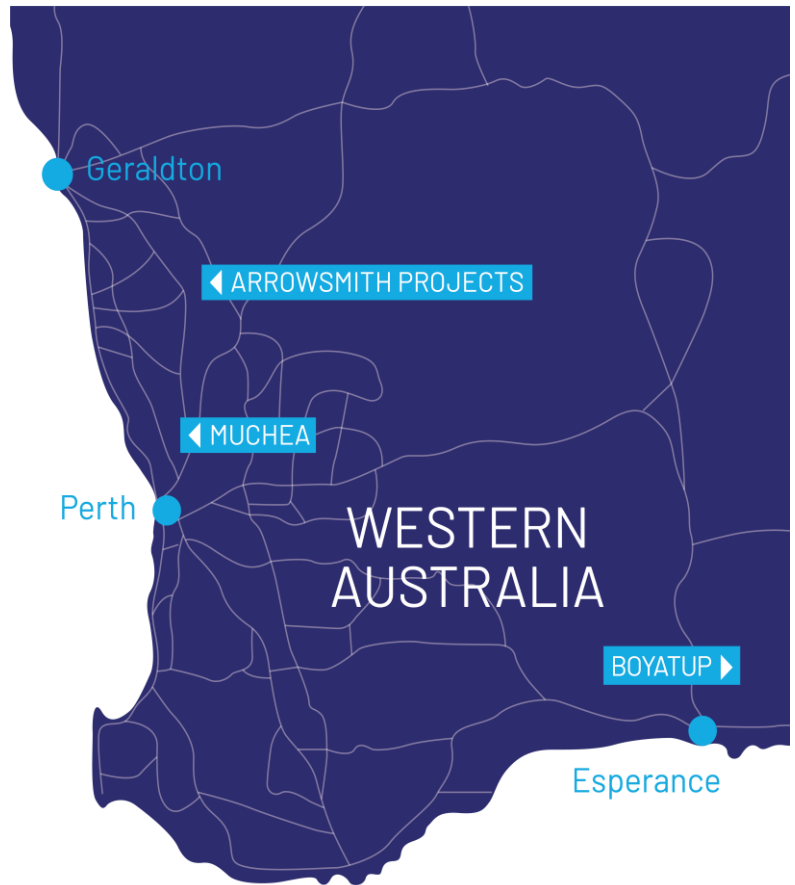 Geraldton
ARROWSMITH PROJECTS
MUCHEA
Perth
WESTERN
AUSTRALIA
BOYATUP
Esperance